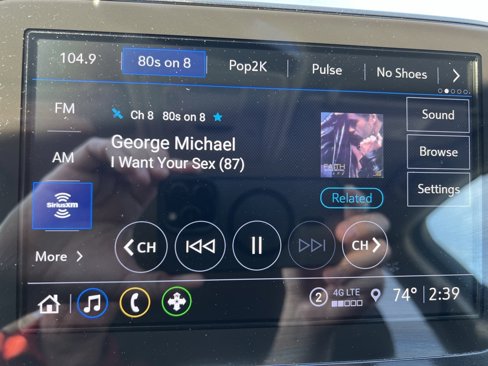 104.9 80s on 8 Pop2K Pulse No Shoes
FM
Ch 8 80s on 8
Sound
AM
George Michael
I Want Your Sex (87)
FAITH
Browse
SiriusXM
Related
Settings
More
CH
CH
2 4G LTE 74° 2:39